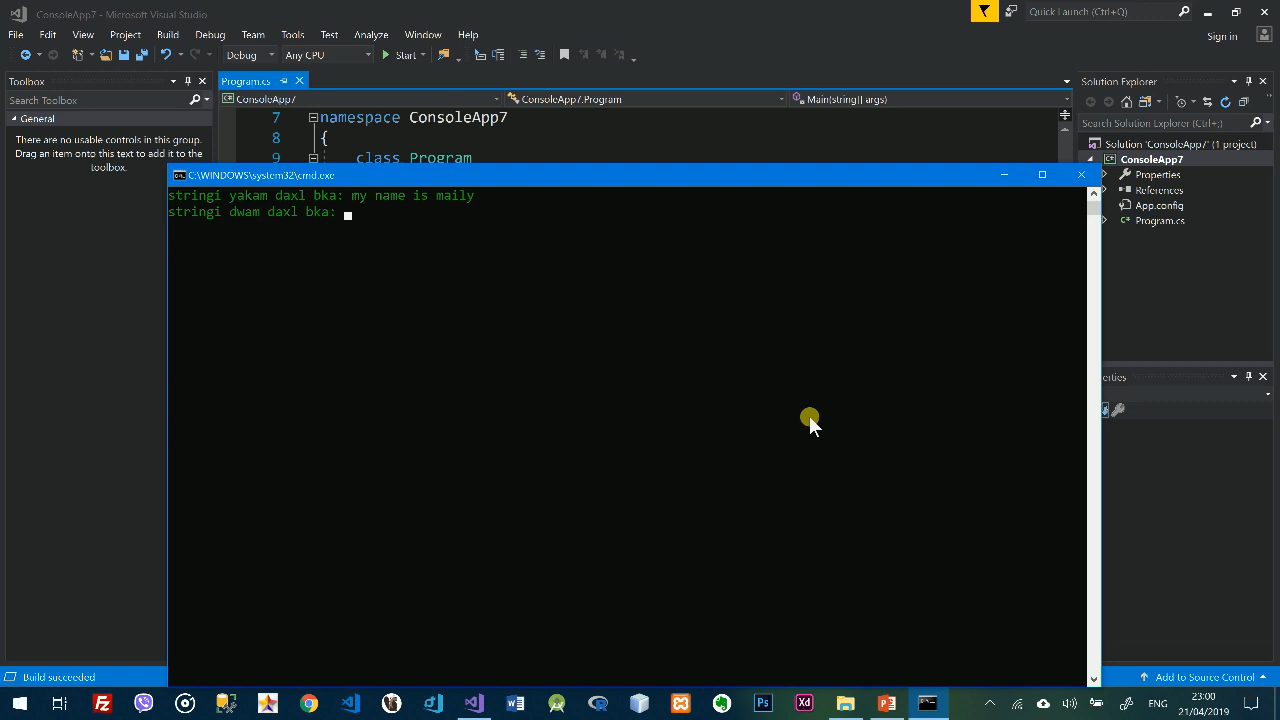 ConsoleApp7 - Microsoft Visual Studio
Quick Launch (Ctrl+Q)
File Edit View Project Build Debug Team Tools Test Analyze Window Help
Sign in
Debug Any CPU Start
Toolbox
Search Toolbox
General
There are no usable controls in this group.
Drag an item onto this text to add it to the
toolbox.
Program.cs
ConsoleApp7 ConsoleApp7.Program Main(string[] args)
7 namespace ConsoleApp7
8 {
9 class Program
C:\WINDOWS\system32\cmd.exe
stringi yakam daxl bka: my name is maily
stringi dwam daxl bka:
Solution Explorer
Search Solution Explorer (Ctrl+;)
Solution 'ConsoleApp7' (1 project)
ConsoleApp7
Properties
References
App.config
C# Program.cs
erties
Build succeeded
Add to Source Control
ENG
23:00
21/04/2019